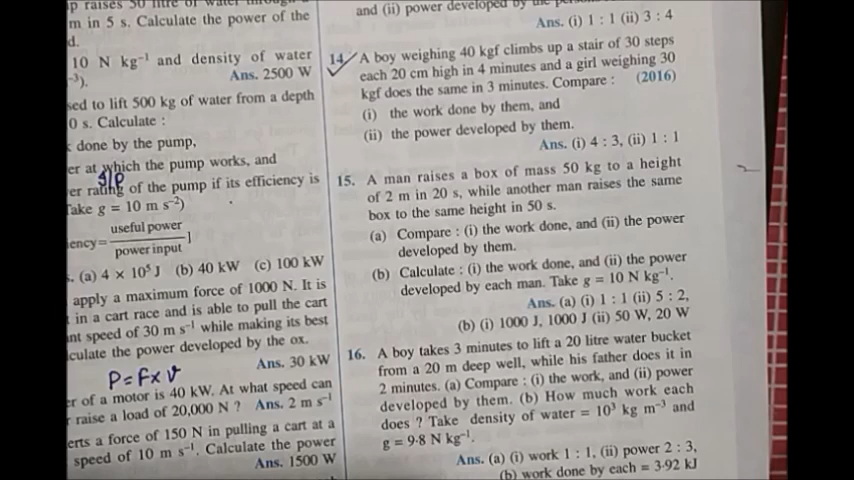 raises 50 litre of water through a
m in 5 s. Calculate the power of the
d.
10 N kg⁻¹ and density of water
⁻³).
Ans. 2500 W
sed to lift 500 kg of water from a depth
0 s. Calculate :
done by the pump,
er at which the pump works, and
er rating of the pump if its efficiency is
Take g = 10 m s⁻²)
iency = useful power / power input ]
s. (a) 4 × 10⁵ J (b) 40 kW (c) 100 kW
apply a maximum force of 1000 N. It is
in a cart race and is able to pull the cart
nt speed of 30 m s⁻¹ while making its best
lculate the power developed by the ox.
Ans. 30 kW
P = F × v
er of a motor is 40 kW. At what speed can
raise a load of 20,000 N ? Ans. 2 m s⁻¹
erts a force of 150 N in pulling a cart at a
speed of 10 m s⁻¹. Calculate the power
Ans. 1500 W
and (ii) power developed by the
Ans. (i) 1 : 1 (ii) 3 : 4
14. A boy weighing 40 kgf climbs up a stair of 30 steps
each 20 cm high in 4 minutes and a girl weighing 30
kgf does the same in 3 minutes. Compare : (2016)
(i) the work done by them, and
(ii) the power developed by them.
Ans. (i) 4 : 3, (ii) 1 : 1
15. A man raises a box of mass 50 kg to a height
of 2 m in 20 s, while another man raises the same
box to the same height in 50 s.
(a) Compare : (i) the work done, and (ii) the power
developed by them.
(b) Calculate : (i) the work done, and (ii) the power
developed by each man. Take g = 10 N kg⁻¹.
Ans. (a) (i) 1 : 1 (ii) 5 : 2,
(b) (i) 1000 J, 1000 J (ii) 50 W, 20 W
16. A boy takes 3 minutes to lift a 20 litre water bucket
from a 20 m deep well, while his father does it in
2 minutes. (a) Compare : (i) the work, and (ii) power
developed by them. (b) How much work each
does ? Take density of water = 10³ kg m⁻³ and
g = 9·8 N kg⁻¹.
Ans. (a) (i) work 1 : 1, (ii) power 2 : 3,
(b) work done by each = 3·92 kJ